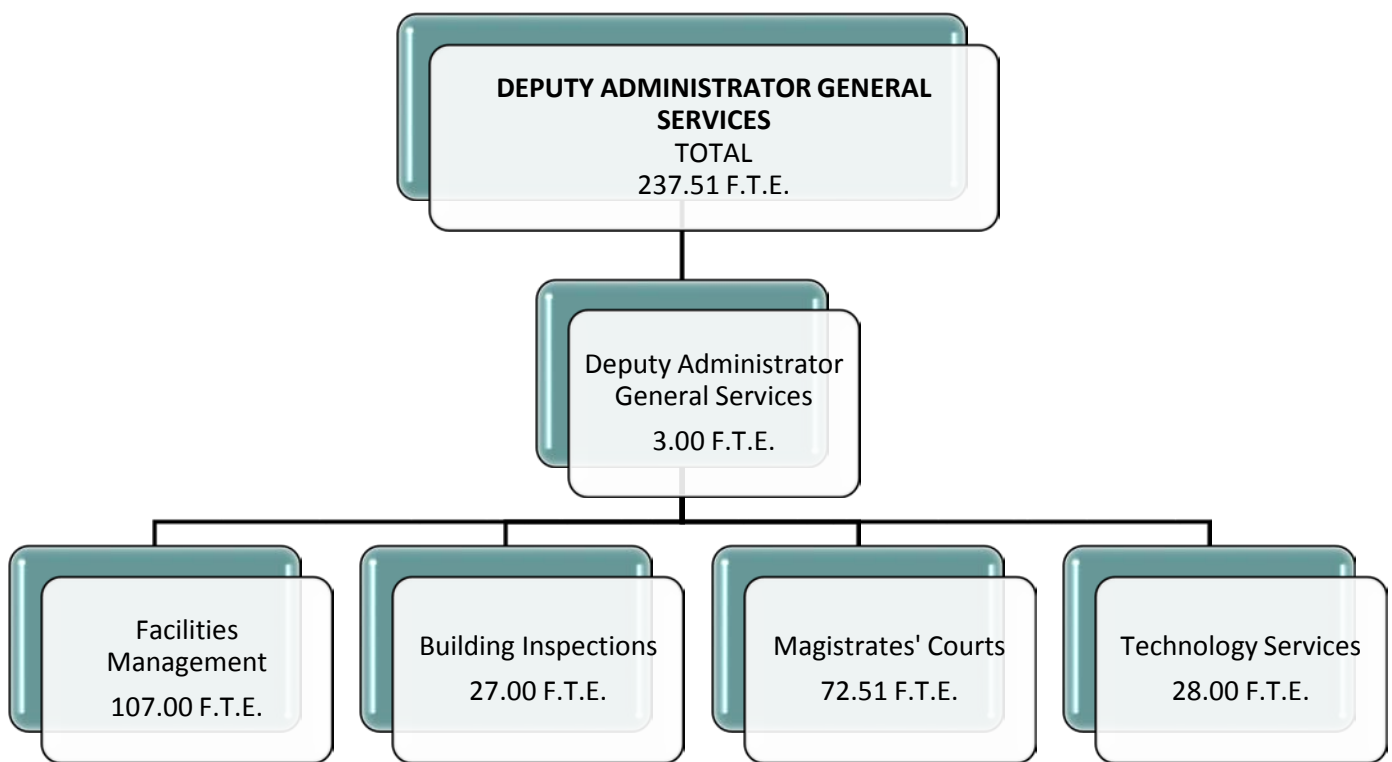 DEPUTY ADMINISTRATOR GENERAL
SERVICES
TOTAL
237.51 F.T.E.
Deputy Administrator
General Services
3.00 F.T.E.
Facilities
Management
107.00 F.T.E.
Building Inspections
27.00 F.T.E.
Magistrates' Courts
72.51 F.T.E.
Technology Services
28.00 F.T.E.